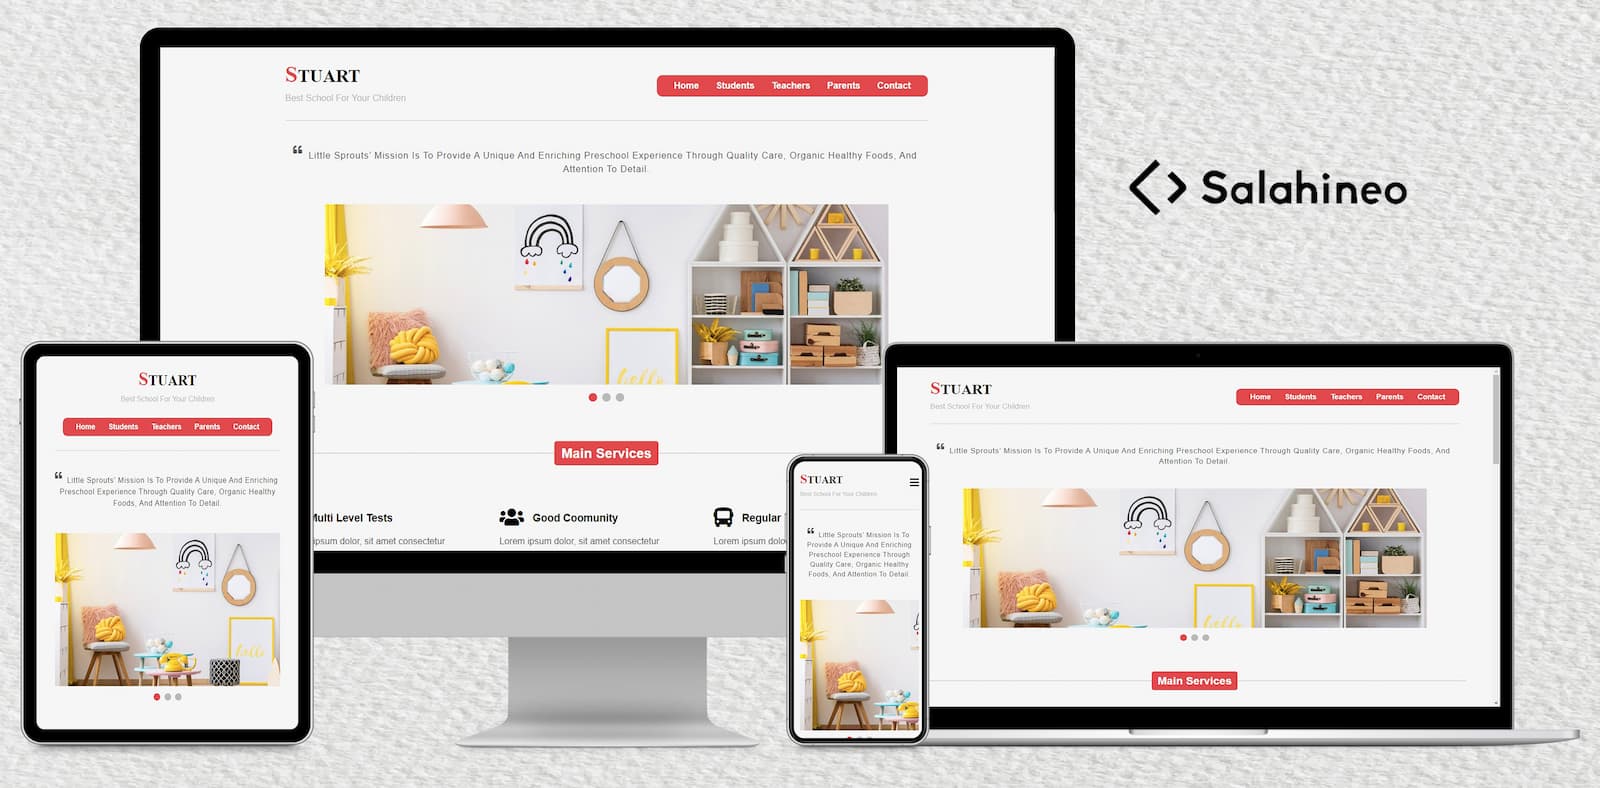 STUART
Best School For Your Children
Home Students Teachers Parents Contact
“ Little Sprouts’ Mission Is To Provide A Unique And Enriching Preschool Experience Through Quality Care, Organic Healthy Foods, And
Attention To Detail.
hello
Main Services
Multi Level Tests
ipsum dolor, sit amet consectetur
Good Coomunity
Lorem ipsum dolor, sit amet consectetur
Regular
Lorem ipsum dolo
Salahineo
STUART
Best School For Your Children
Home Students Teachers Parents Contact
“ Little Sprouts’ Mission Is To Provide A Unique And Enriching
Preschool Experience Through Quality Care, Organic Healthy
Foods, And Attention To Detail.
hello
STUART
Best School For Your Children
“ Little Sprouts’ Mission Is To
Provide A Unique And Enriching
Preschool Experience Through
Quality Care, Organic Healthy
Foods, And Attention To Detail.
STUART
Best School For Your Children
Home Students Teachers Parents Contact
“ Little Sprouts’ Mission Is To Provide A Unique And Enriching Preschool Experience Through Quality Care, Organic Healthy Foods, And
Attention To Detail.
hello
Main Services